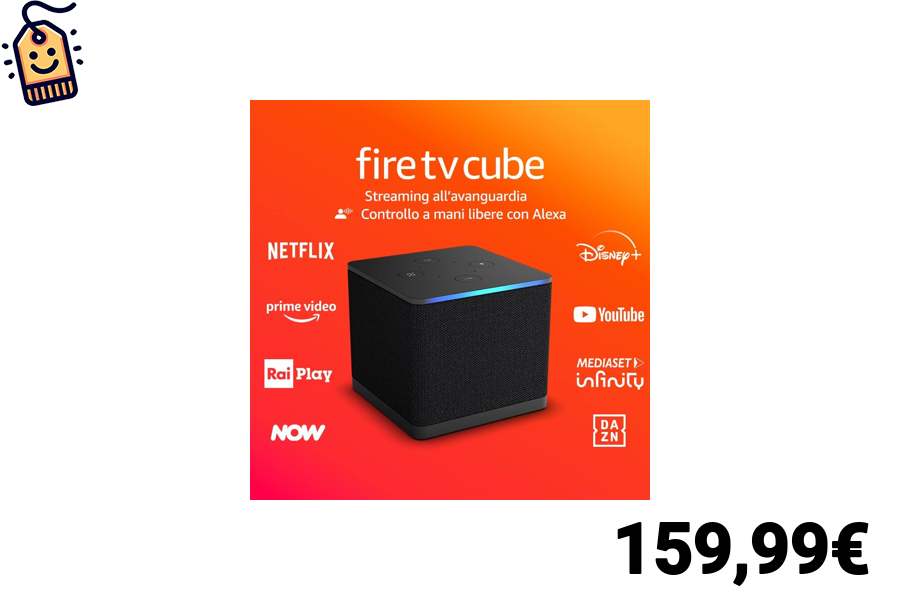 fire tv cube
Streaming all'avanguardia
Controllo a mani libere con Alexa
NETFLIX
DISNEY+
prime video
YouTube
Rai Play
MEDIASET
infinity
NOW
DA
ZN
159,99€